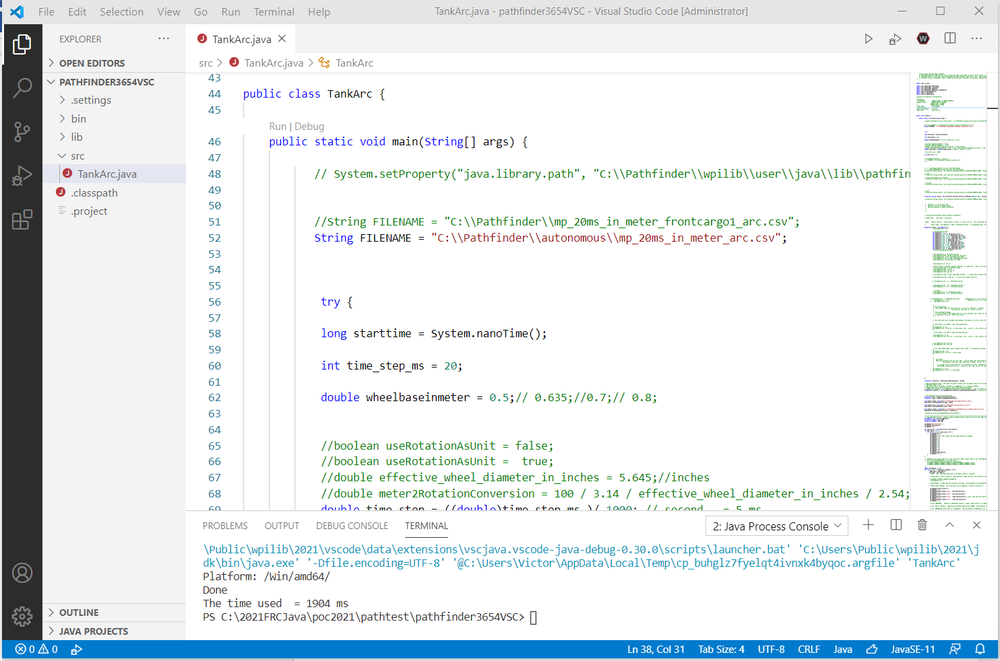 File Edit Selection View Go Run Terminal Help TankArc.java - pathfinder3654VSC - Visual Studio Code [Administrator]
EXPLORER ···
TankArc.java
W
OPEN EDITORS
src > TankArc.java > TankArc
PATHFINDER3654VSC
.settings
bin
lib
src
TankArc.java
.classpath
.project
43
44 public class TankArc {
45
Run | Debug
46 public static void main(String[] args) {
47
48 // System.setProperty("java.library.path", "C:\\Pathfinder\\wpilib\\user\\java\\lib\\pathfin
49
50
51 //String FILENAME = "C:\\Pathfinder\\mp_20ms_in_meter_frontcargo1_arc.csv";
52 String FILENAME = "C:\\Pathfinder\\autonomous\\mp_20ms_in_meter_arc.csv";
53
54
55
56 try {
57
58 long starttime = System.nanoTime();
59
60 int time_step_ms = 20;
61
62 double wheelbaseinmeter = 0.5;// 0.635;//0.7;// 0.8;
63
64
65 //boolean useRotationAsUnit = false;
66 //boolean useRotationAsUnit =  true;
67 //double effective_wheel_diameter_in_inches = 5.645;//inches
68 //double meter2RotationConversion = 100 / 3.14 / effective_wheel_diameter_in_inches / 2.54;
69 double time_step = ((double)time_step_ms )/ 1000; // second   = 5 ms
PROBLEMS OUTPUT DEBUG CONSOLE TERMINAL 2: Java Process Console
\Public\wpilib\2021\vscode\data\extensions\vscjava.vscode-java-debug-0.30.0\scripts\launcher.bat' 'C:\Users\Public\wpilib\2021\j
dk\bin\java.exe' '-Dfile.encoding=UTF-8' '@C:\Users\Victor\AppData\Local\Temp\cp_buhglz7fyelqt4ivnxk4byqoc.argfile' 'TankArc'
Platform: /Win/amd64/
Done
The time used  = 1904 ms
PS C:\2021FRCJava\poc2021\pathtest\pathfinder3654VSC>
OUTLINE
JAVA PROJECTS
0 0 Ln 38, Col 31 Tab Size: 4 UTF-8 CRLF Java JavaSE-11